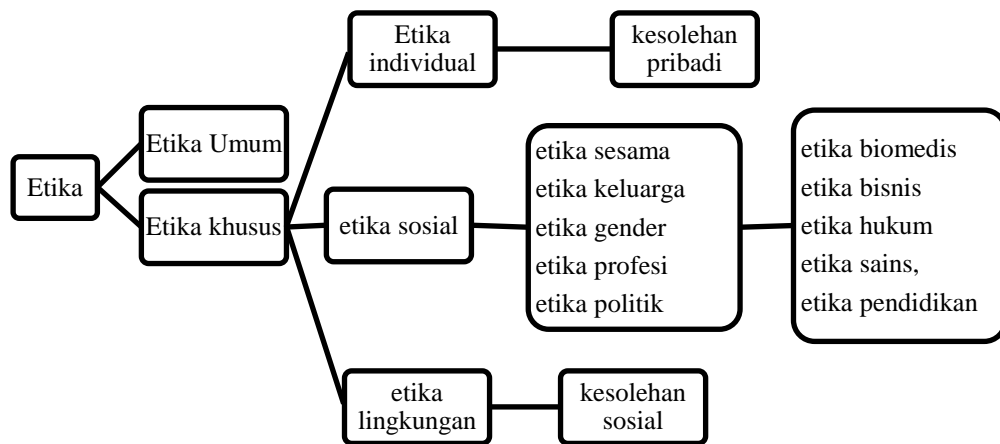 Etika
Etika Umum
Etika khusus
Etika
individual
kesolehan
pribadi
etika sosial
etika sesama
etika keluarga
etika gender
etika profesi
etika politik
etika biomedis
etika bisnis
etika hukum
etika sains,
etika pendidikan
etika
lingkungan
kesolehan
sosial